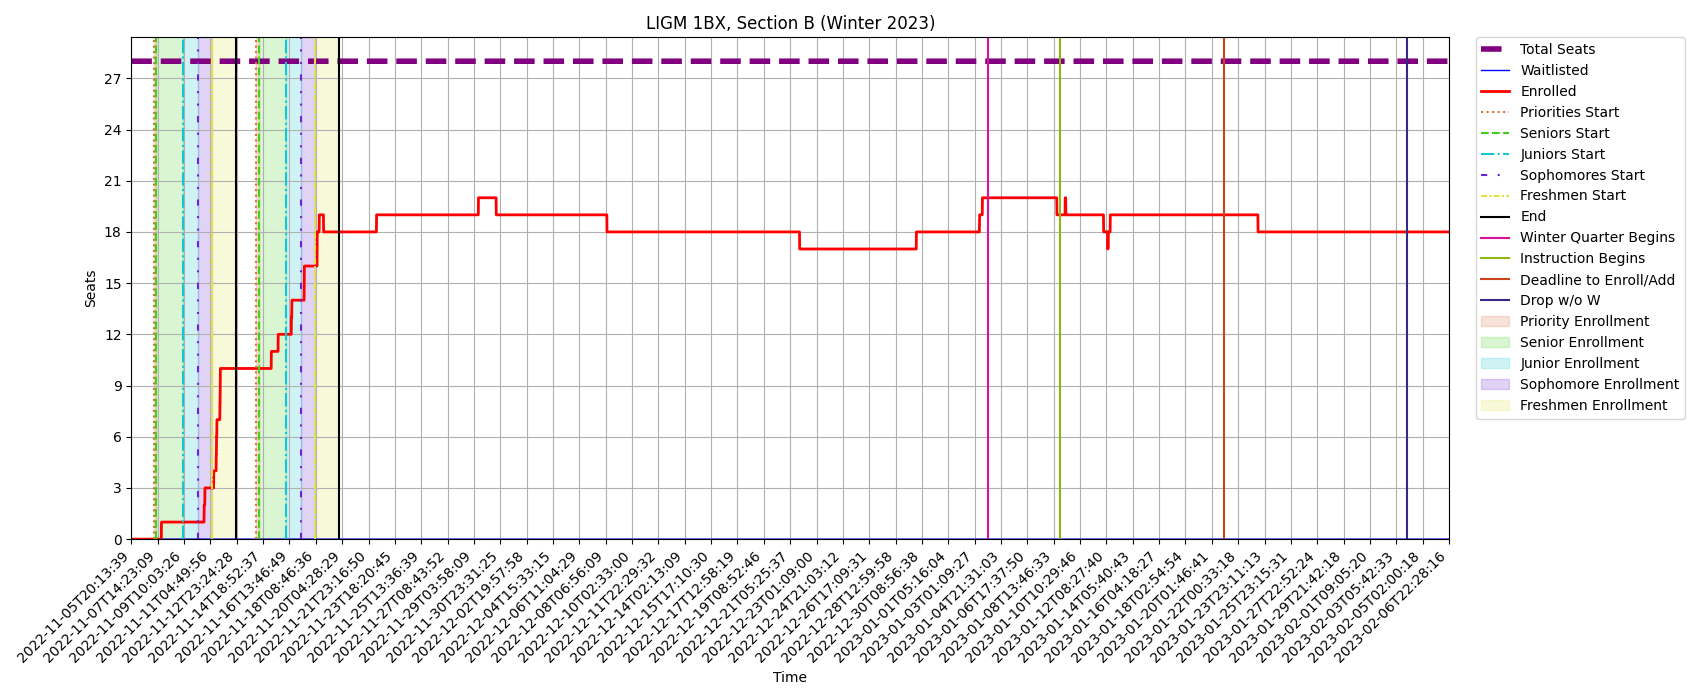 LIGM 1BX, Section B (Winter 2023)
Seats
27
24
21
18
15
12
9
6
3
0
2022-11-05T20:13:39
2022-11-07T14:23:09
2022-11-09T10:03:26
2022-11-11T04:49:56
2022-11-12T23:24:28
2022-11-14T18:52:37
2022-11-16T13:46:49
2022-11-18T08:46:36
2022-11-20T04:28:29
2022-11-21T23:16:50
2022-11-23T18:20:45
2022-11-25T13:36:39
2022-11-27T08:43:52
2022-11-29T03:58:09
2022-11-30T23:31:25
2022-12-02T19:57:58
2022-12-04T15:33:15
2022-12-06T11:04:29
2022-12-08T06:56:09
2022-12-10T02:33:00
2022-12-11T22:29:32
2022-12-14T02:13:09
2022-12-15T17:10:30
2022-12-17T12:58:19
2022-12-19T08:52:46
2022-12-21T05:25:37
2022-12-23T01:09:00
2022-12-24T21:03:12
2022-12-26T17:09:31
2022-12-28T12:59:58
2022-12-30T08:56:38
2023-01-01T05:16:04
2023-01-03T01:09:27
2023-01-04T21:31:03
2023-01-06T17:37:50
2023-01-08T13:46:33
2023-01-10T10:29:46
2023-01-12T08:27:40
2023-01-14T05:40:43
2023-01-16T04:18:27
2023-01-18T02:54:54
2023-01-20T01:46:41
2023-01-22T00:33:18
2023-01-23T23:11:13
2023-01-25T23:15:31
2023-01-27T22:52:24
2023-01-29T21:42:18
2023-02-01T09:05:20
2023-02-03T05:42:33
2023-02-05T02:00:18
2023-02-06T22:28:16
Time
Total Seats
Waitlisted
Enrolled
Priorities Start
Seniors Start
Juniors Start
Sophomores Start
Freshmen Start
End
Winter Quarter Begins
Instruction Begins
Deadline to Enroll/Add
Drop w/o W
Priority Enrollment
Senior Enrollment
Junior Enrollment
Sophomore Enrollment
Freshmen Enrollment